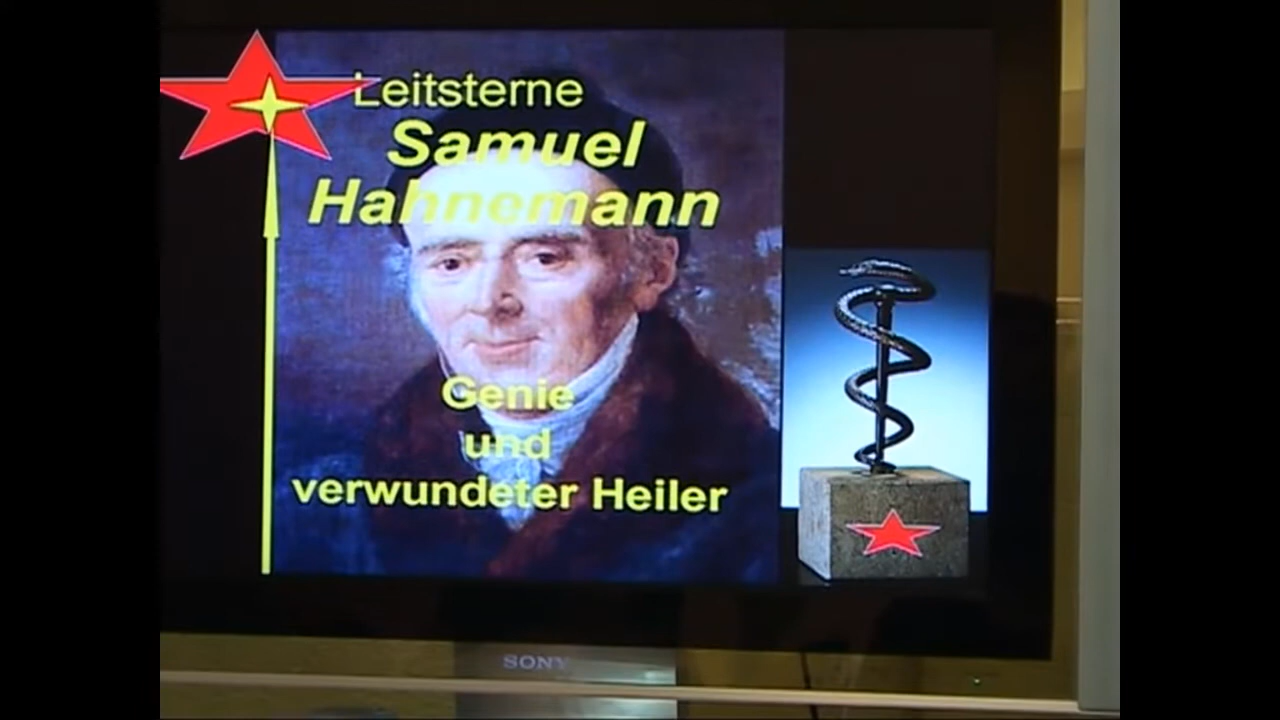 Leitsterne
Samuel
Hahnemann
Genie
und
verwundeter Heiler
SONY